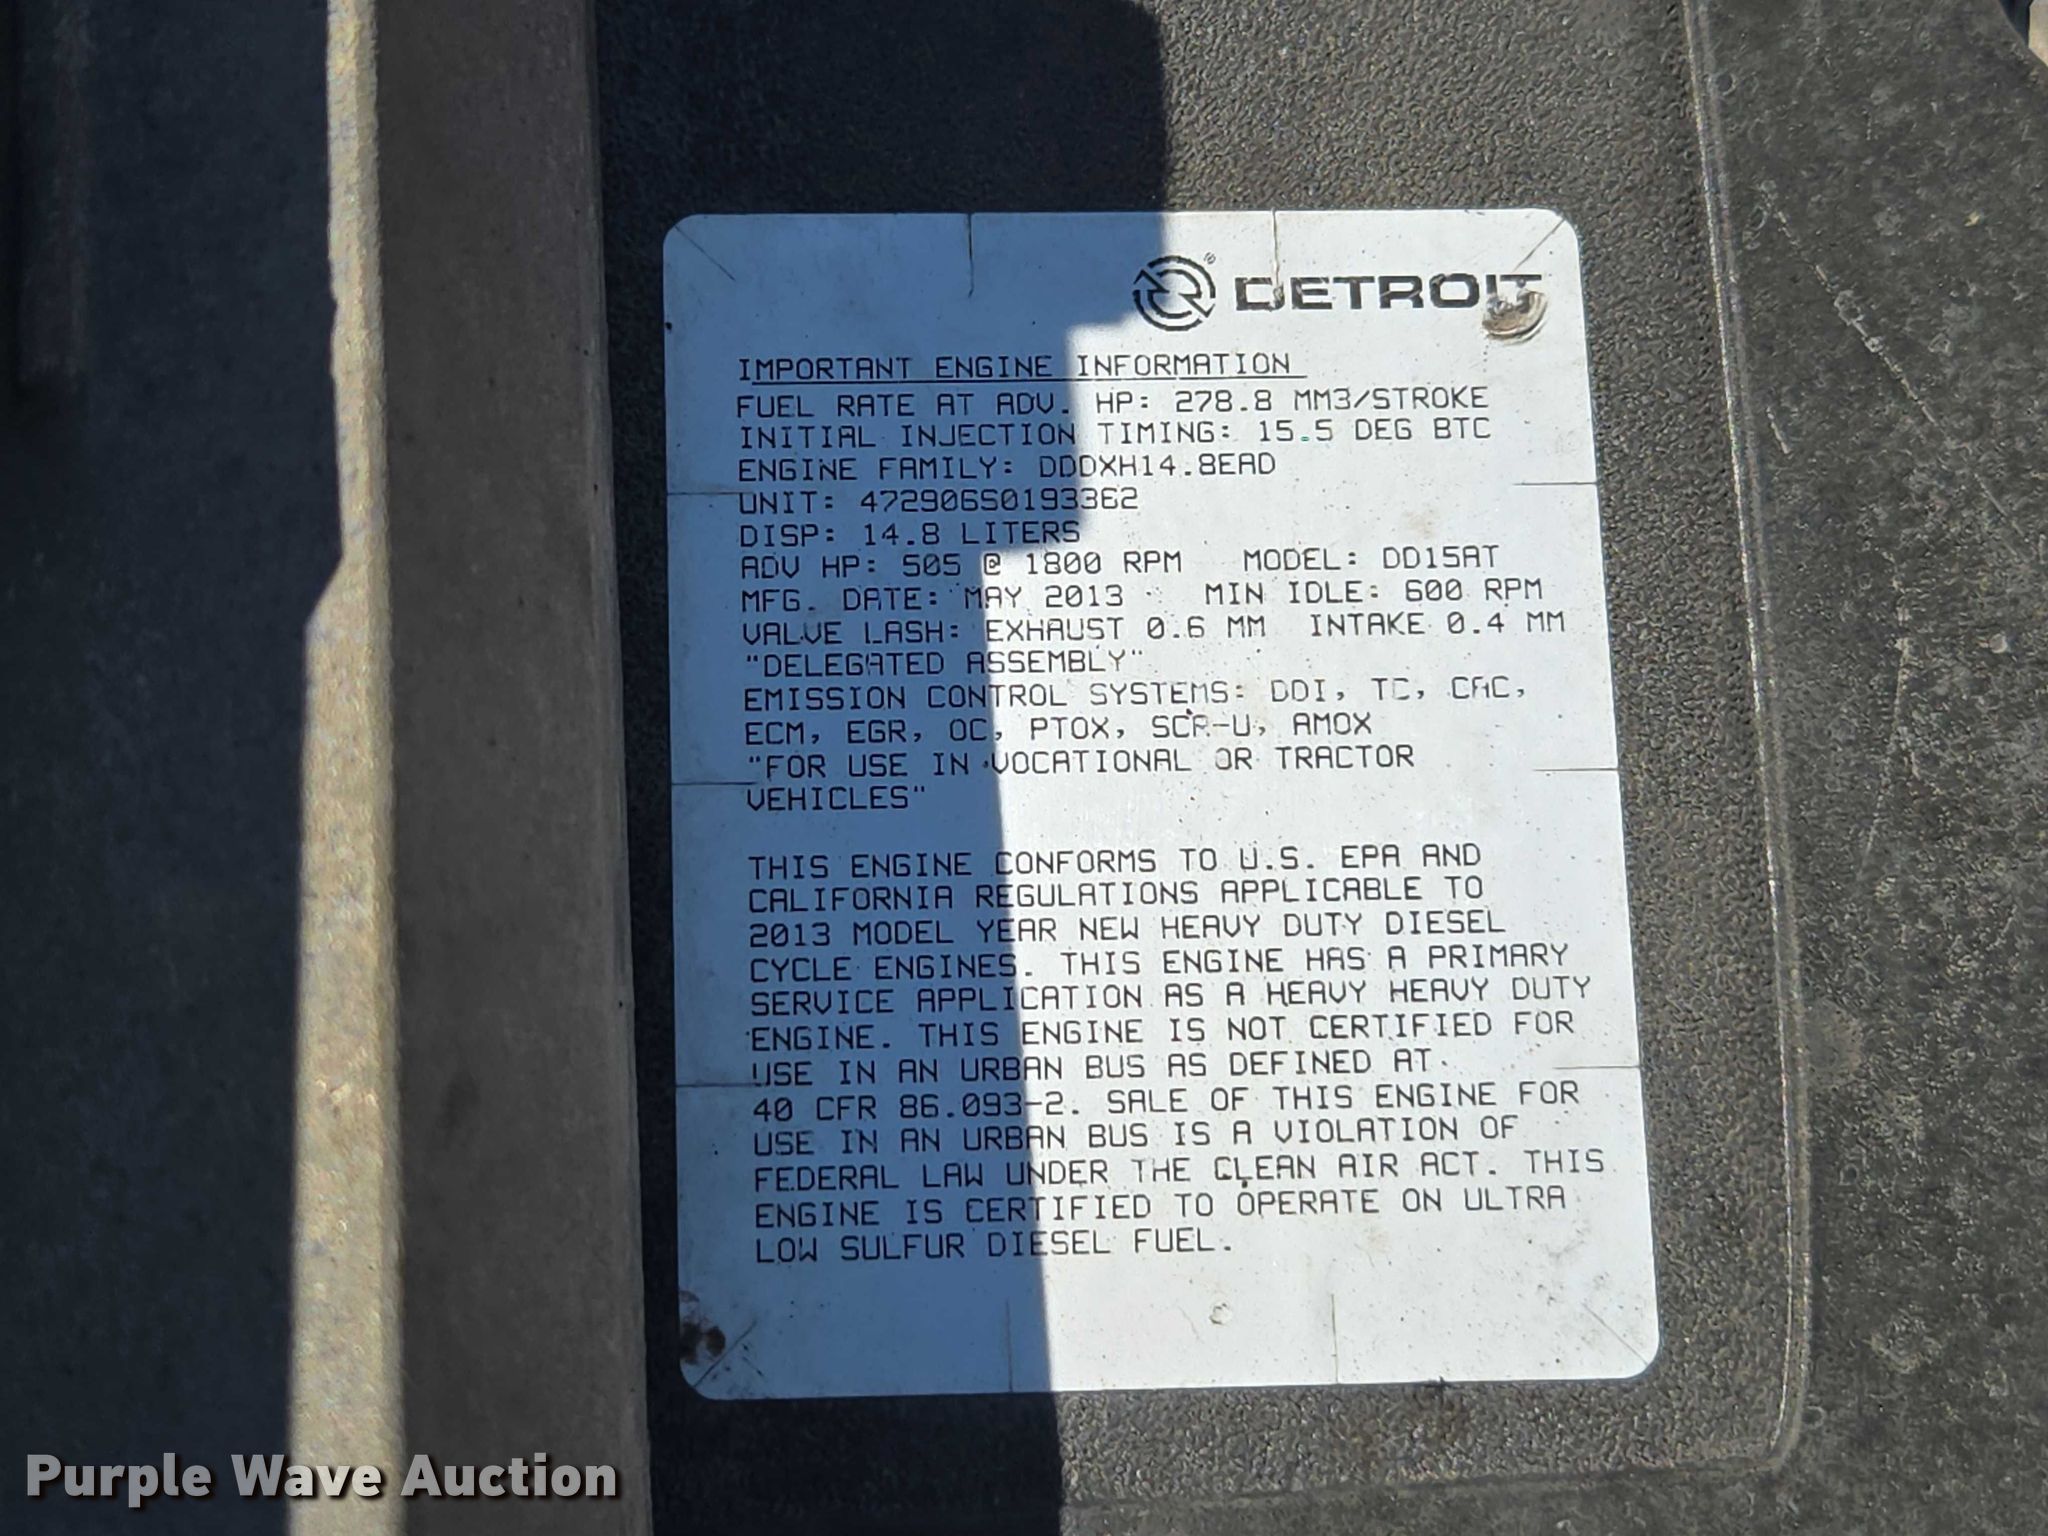 DETROIT
IMPORTANT ENGINE INFORMATION
FUEL RATE AT ADV. HP: 278.8 MM3/STROKE
INITIAL INJECTION TIMING: 15.5 DEG BTC
ENGINE FAMILY: DDDXH14.8EAD
UNIT: 472906S0193362
DISP: 14.8 LITERS
ADV HP: 505 @ 1800 RPM MODEL: DD15AT
MFG. DATE: MAY 2013 MIN IDLE: 600 RPM
VALVE LASH: EXHAUST 0.6 MM INTAKE 0.4 MM
"DELEGATED ASSEMBLY"
EMISSION CONTROL SYSTEMS: DDI, TC, CAC,
ECM, EGR, OC, PTOX, SCR-U, AMOX
"FOR USE IN VOCATIONAL OR TRACTOR
VEHICLES"
THIS ENGINE CONFORMS TO U.S. EPA AND
CALIFORNIA REGULATIONS APPLICABLE TO
2013 MODEL YEAR NEW HEAVY DUTY DIESEL
CYCLE ENGINES. THIS ENGINE HAS A PRIMARY
SERVICE APPLICATION AS A HEAVY HEAVY DUTY
ENGINE. THIS ENGINE IS NOT CERTIFIED FOR
USE IN AN URBAN BUS AS DEFINED AT
40 CFR 86.093-2. SALE OF THIS ENGINE FOR
USE IN AN URBAN BUS IS A VIOLATION OF
FEDERAL LAW UNDER THE CLEAN AIR ACT. THIS
ENGINE IS CERTIFIED TO OPERATE ON ULTRA
LOW SULFUR DIESEL FUEL.
Purple Wave Auction